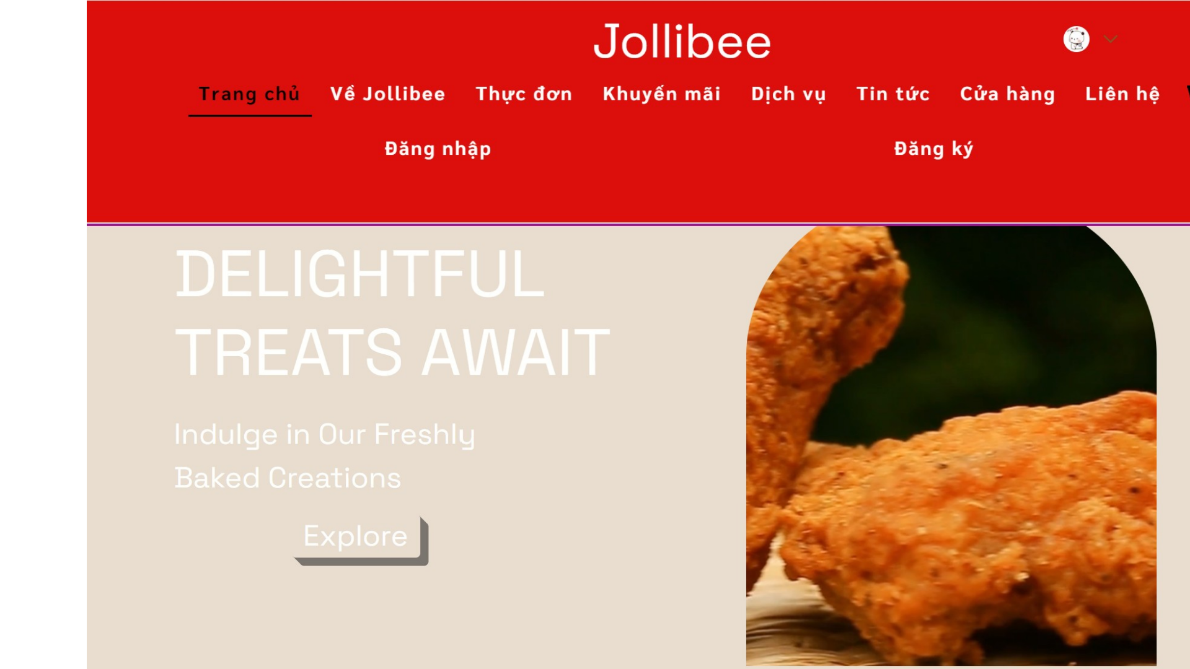 Jollibee
Trang chủ Về Jollibee Thực đơn Khuyến mãi Dịch vụ Tin tức Cửa hàng Liên hệ
Đăng nhập Đăng ký
DELIGHTFUL
TREATS AWAIT
Indulge in Our Freshly
Baked Creations
Explore